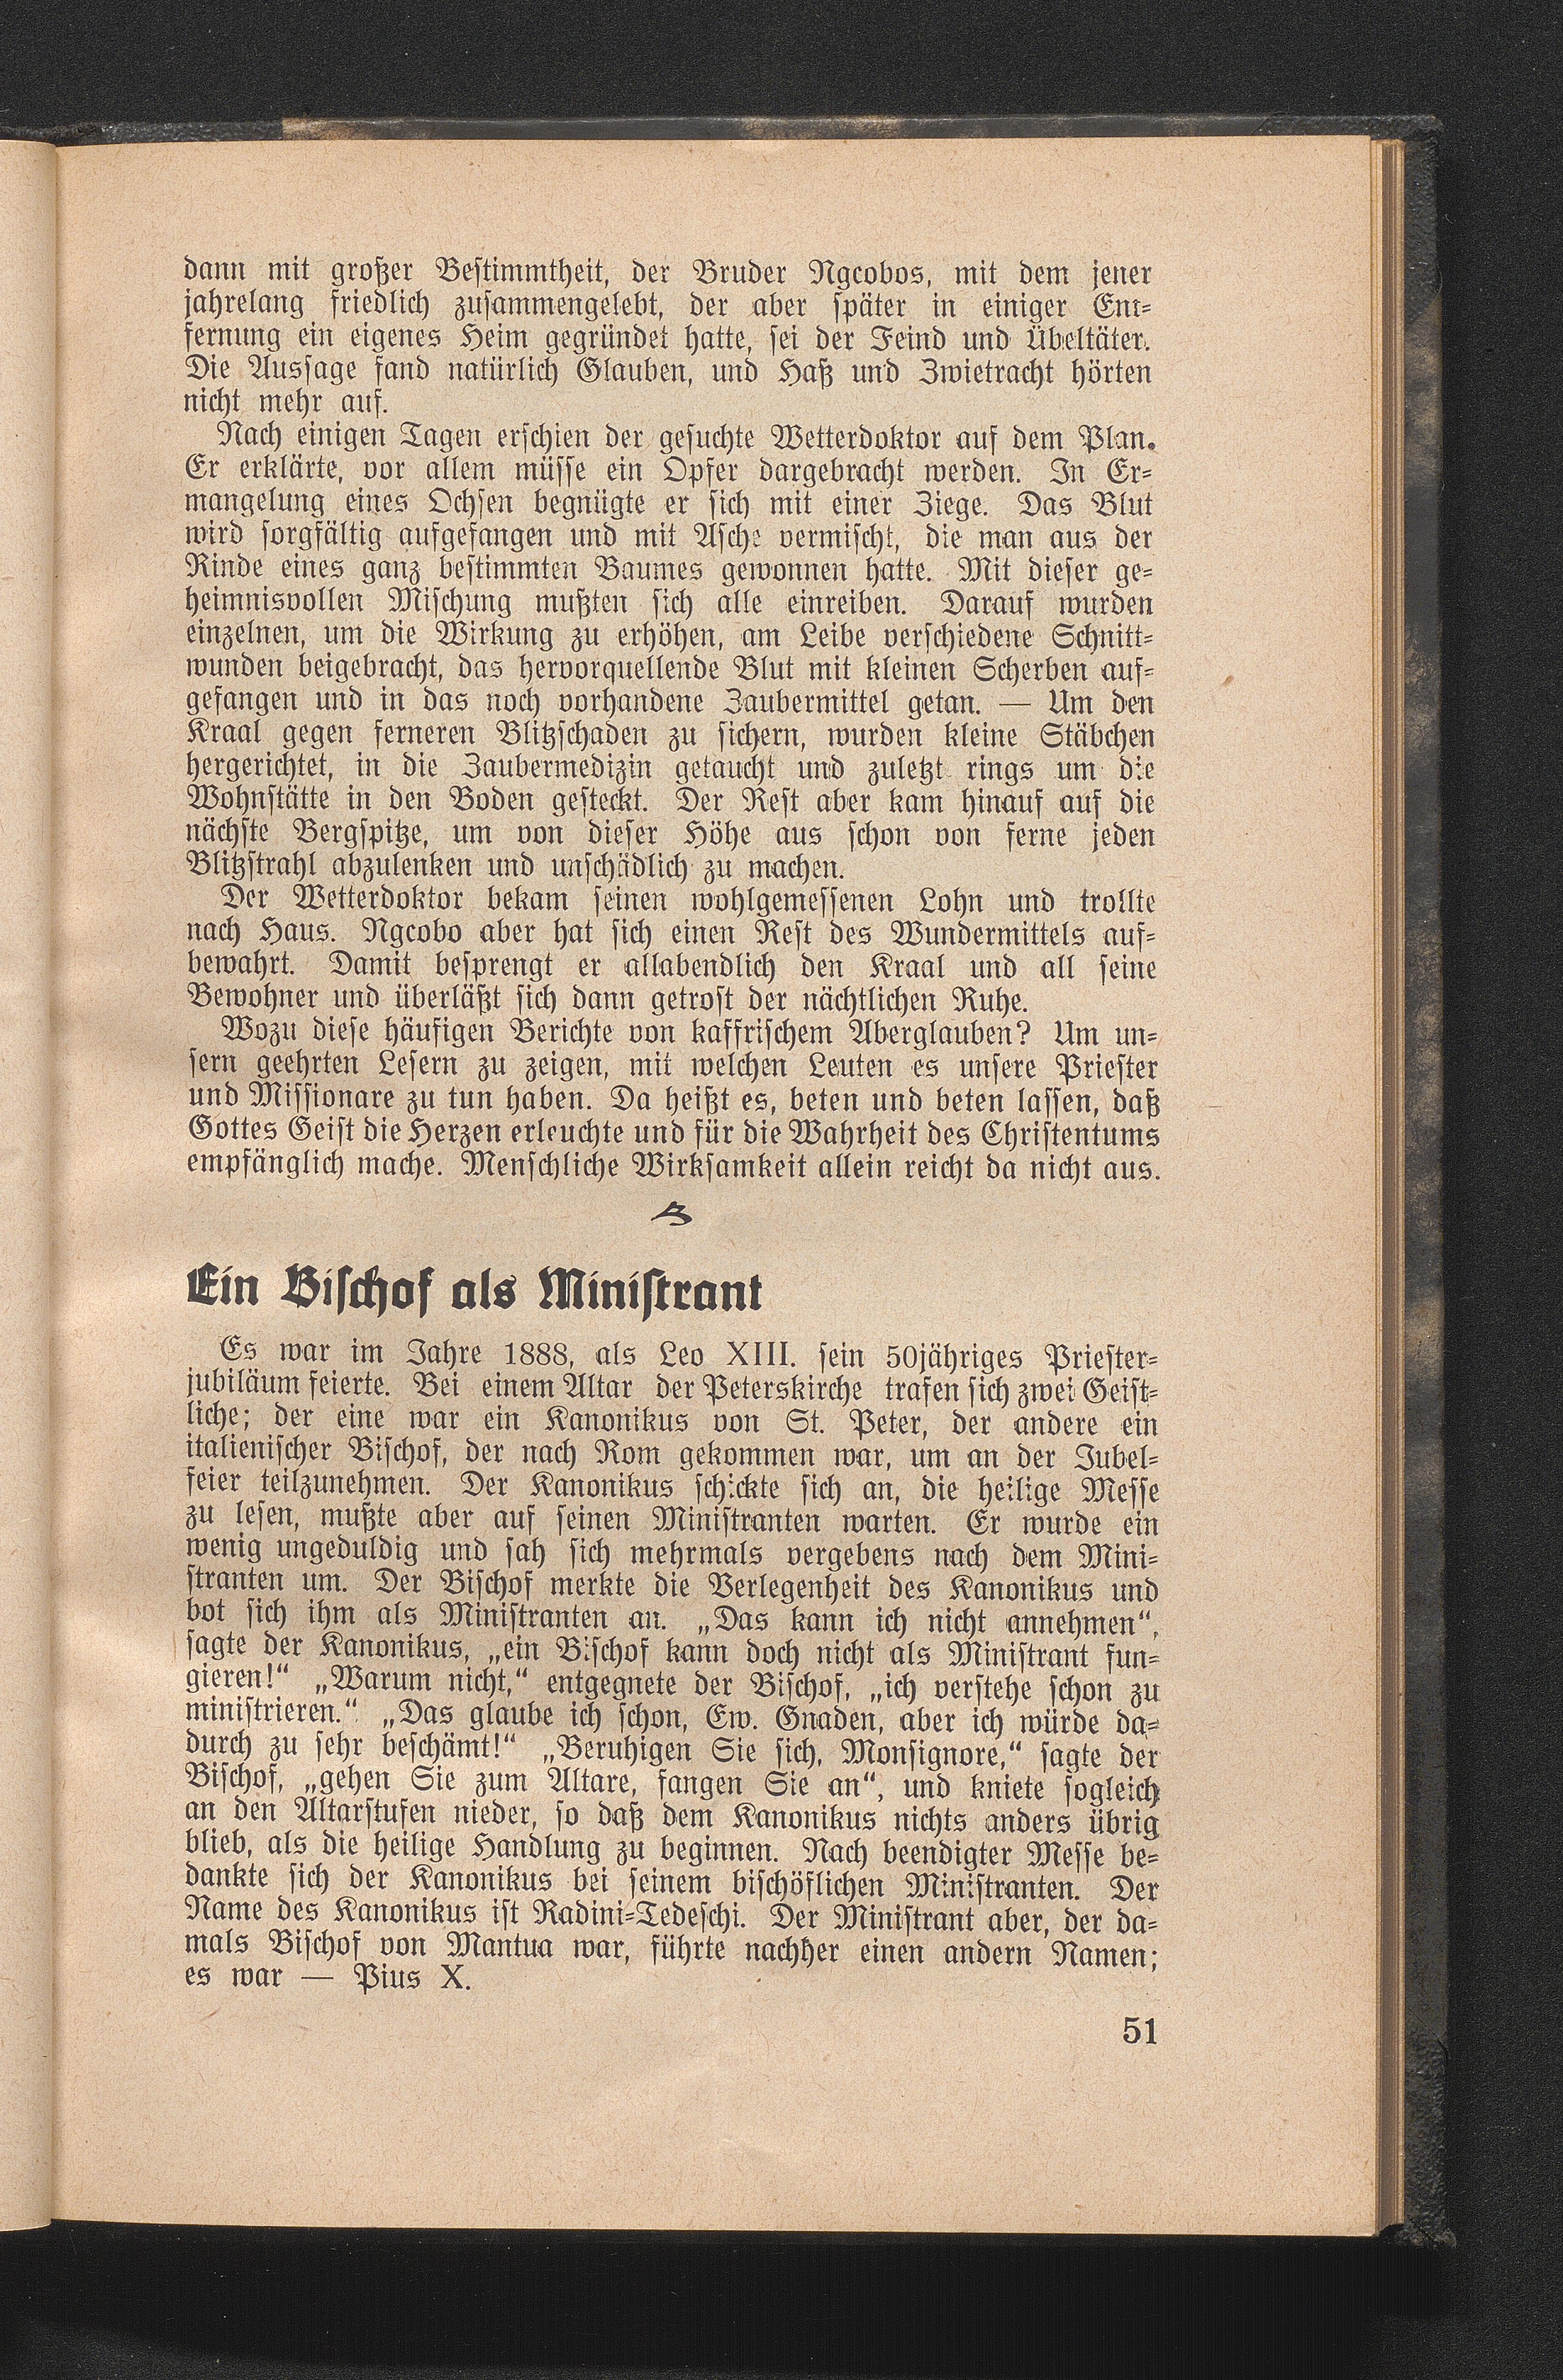 dann mit großer Bestimmtheit, der Bruder Ngcobos, mit dem jener
jahrelang friedlich zusammengelebt, der aber später in einiger Ent-
fernung ein eigenes Heim gegründet hatte, sei der Feind und Übeltäter.
Die Aussage fand natürlich Glauben, und Haß und Zwietracht hörten
nicht mehr auf.
Nach einigen Tagen erschien der gesuchte Wetterdoktor auf dem Plan.
Er erklärte, vor allem müsse ein Opfer dargebracht werden. In Er-
mangelung eines Ochsen begnügte er sich mit einer Ziege. Das Blut
wird sorgfältig aufgefangen und mit Asche vermischt, die man aus der
Rinde eines ganz bestimmten Baumes gewonnen hatte. Mit dieser ge-
heimnisvollen Mischung mußten sich alle einreiben. Darauf wurden
einzelnen, um die Wirkung zu erhöhen, am Leibe verschiedene Schnitt-
wunden beigebracht, das hervorquellende Blut mit kleinen Scherben auf-
gefangen und in das noch vorhandene Zaubermittel getan. — Um den
Kraal gegen ferneren Blitzschaden zu sichern, wurden kleine Stäbchen
hergerichtet, in die Zaubermedizin getaucht und zuletzt rings um die
Wohnstätte in den Boden gesteckt. Der Rest aber kam hinauf auf die
nächste Bergspitze, um von dieser Höhe aus schon von ferne jeden
Blitzstrahl abzulenken und unschädlich zu machen.
Der Wetterdoktor bekam seinen wohlgemessenen Lohn und trollte
nach Haus. Ngcobo aber hat sich einen Rest des Wundermittels auf-
bewahrt. Damit besprengt er allabendlich den Kraal und all seine
Bewohner und überläßt sich dann getrost der nächtlichen Ruhe.
Wozu diese häufigen Berichte von kaffrischem Aberglauben? Um un-
sern geehrten Lesern zu zeigen, mit welchen Leuten es unsere Priester
und Missionare zu tun haben. Da heißt es, beten und beten lassen, daß
Gottes Geist die Herzen erleuchte und für die Wahrheit des Christentums
empfänglich mache. Menschliche Wirksamkeit allein reicht da nicht aus.
Ein Bischof als Ministrant
Es war im Jahre 1888, als Leo XIII. sein 50jähriges Priester-
jubiläum feierte. Bei einem Altar der Peterskirche trafen sich zwei Geist-
liche; der eine war ein Kanonikus von St. Peter, der andere ein
italienischer Bischof, der nach Rom gekommen war, um an der Jubel-
feier teilzunehmen. Der Kanonikus schickte sich an, die heilige Messe
zu lesen, mußte aber auf seinen Ministranten warten. Er wurde ein
wenig ungeduldig und sah sich mehrmals vergebens nach dem Mini-
stranten um. Der Bischof merkte die Verlegenheit des Kanonikus und
bot sich ihm als Ministranten an. „Das kann ich nicht annehmen“,
sagte der Kanonikus, „ein Bischof kann doch nicht als Ministrant fun-
gieren!“ „Warum nicht,“ entgegnete der Bischof, „ich verstehe schon zu
ministrieren.“ „Das glaube ich schon, Ew. Gnaden, aber ich würde da-
durch zu sehr beschämt!“ „Beruhigen Sie sich, Monsignore,“ sagte der
Bischof, „gehen Sie zum Altare, fangen Sie an“, und kniete sogleich
an den Altarstufen nieder, so daß dem Kanonikus nichts anders übrig
blieb, als die heilige Handlung zu beginnen. Nach beendigter Messe be-
dankte sich der Kanonikus bei seinem bischöflichen Ministranten. Der
Name des Kanonikus ist Radini-Tedeschi. Der Ministrant aber, der da-
mals Bischof von Mantua war, führte nachher einen andern Namen;
es war — Pius X.
51